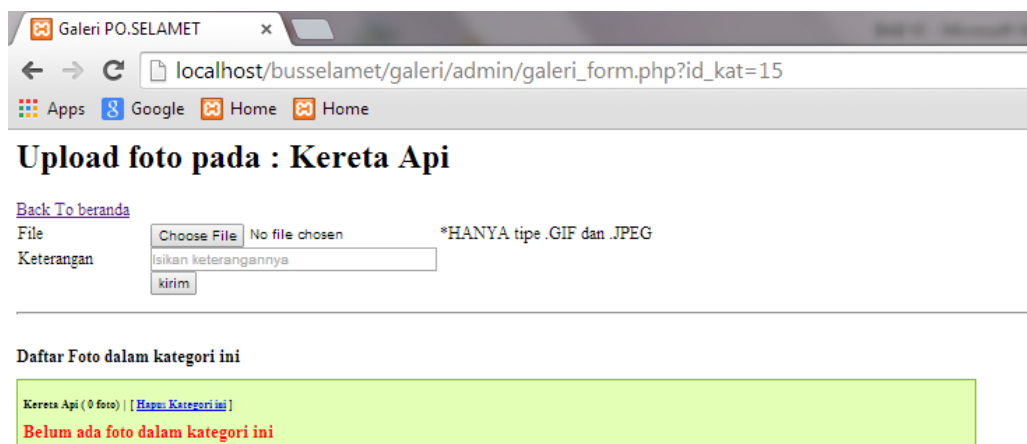 Galeri PO.SELAMET ×
localhost/busselamet/galeri/admin/galeri_form.php?id_kat=15
Apps Google Home Home
Upload foto pada : Kereta Api
Back To beranda
File Choose File No file chosen *HANYA tipe .GIF dan .JPEG
Keterangan Isikan keterangannya
kirim
Daftar Foto dalam kategori ini
Kereta Api ( 0 foto) | [ Hapus Kategori ini ]
Belum ada foto dalam kategori ini